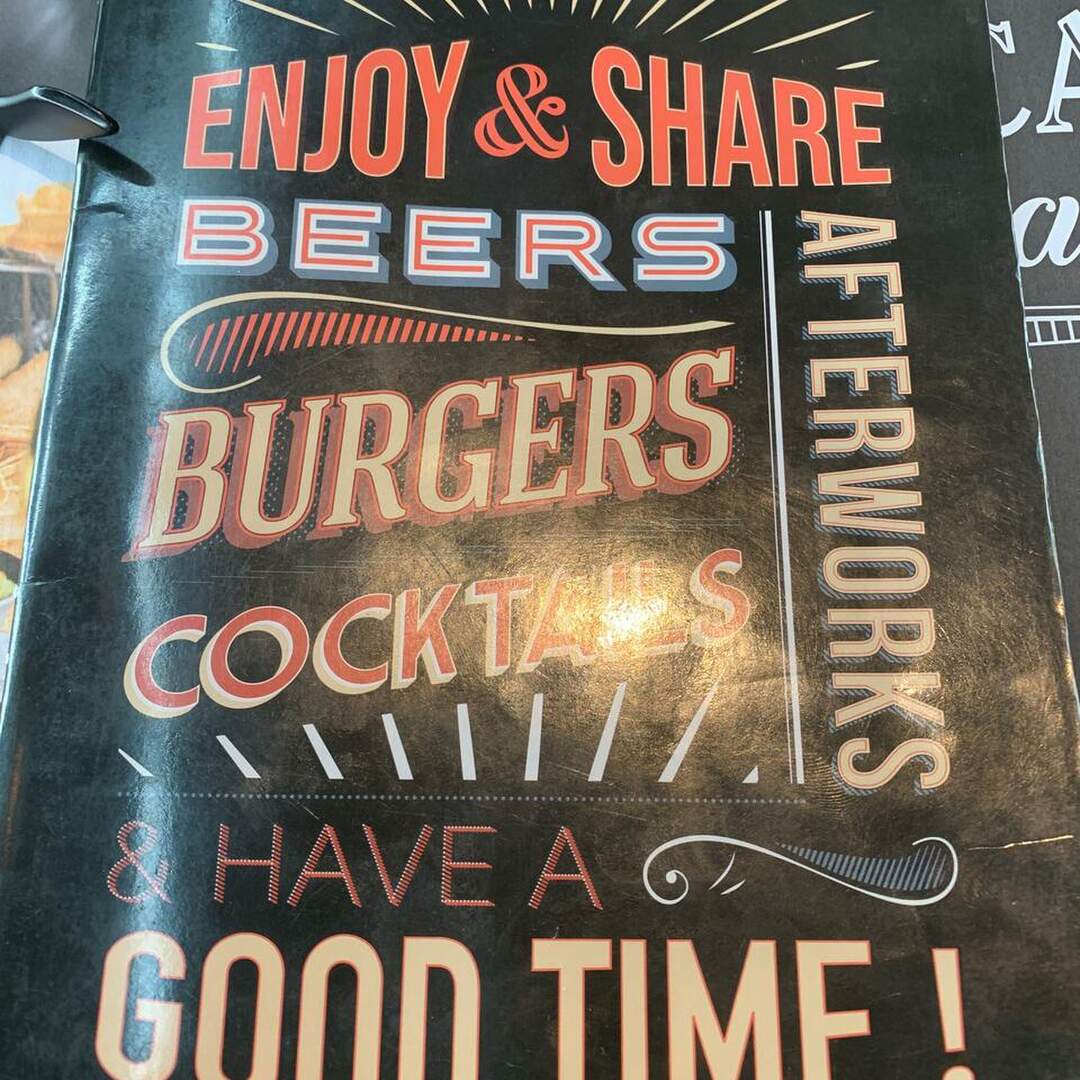 ENJOY & SHARE
BEERS
BURGERS
COCKTAILS
AFTERWORKS
& HAVE A
GOOD TIME !